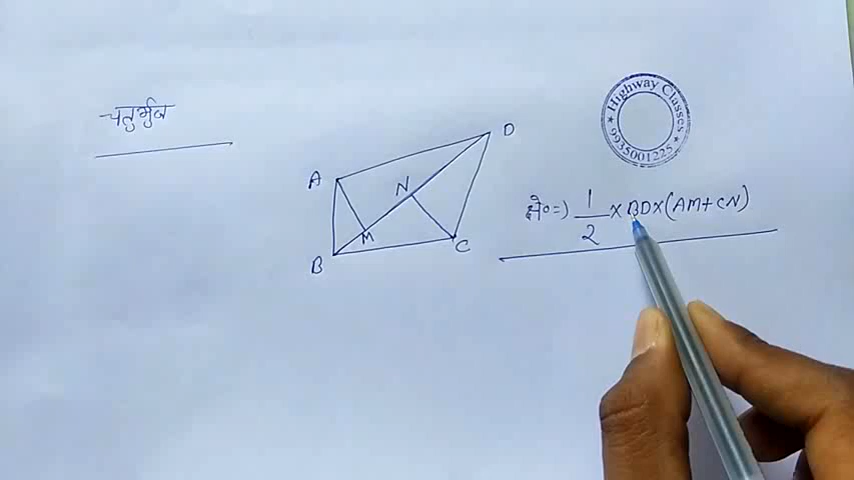 चतुर्भुज
Highway Classes
* 9935001225 *
D
A
N
M
B
C
क्षे०=) 1/2 x BD x (AM+CN)